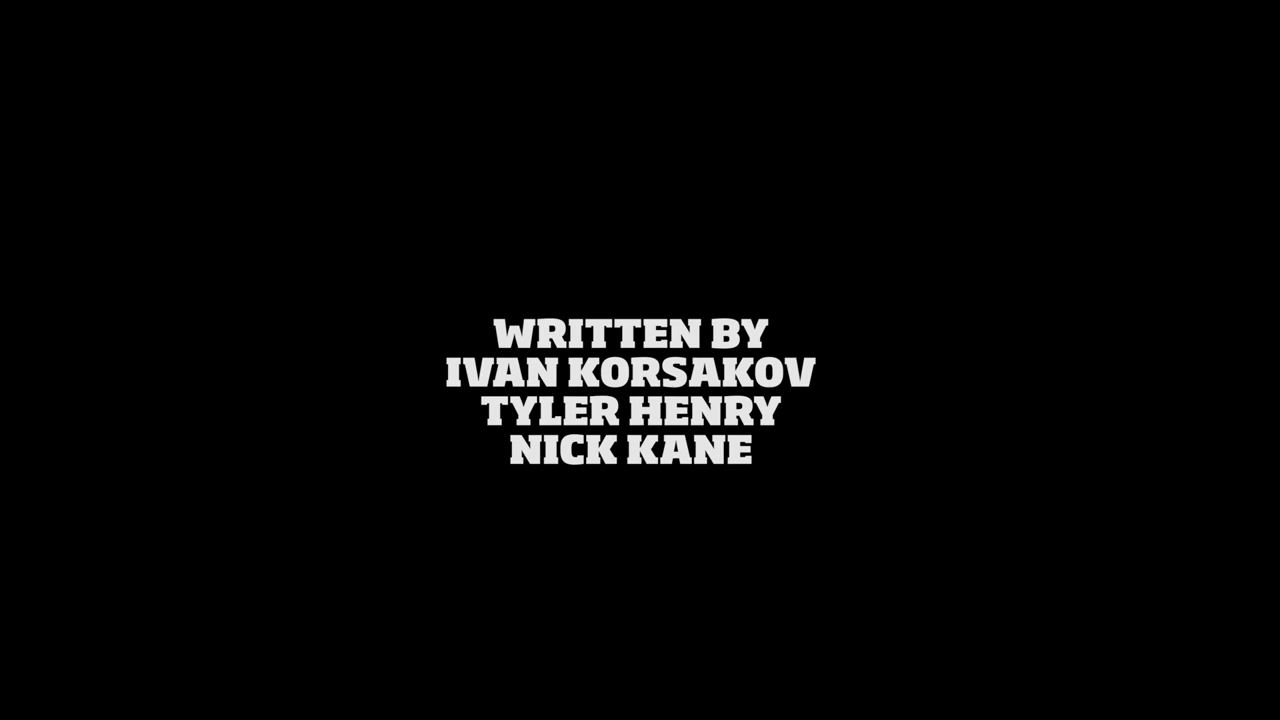 WRITTEN BY
IVAN KORSAKOV
TYLER HENRY
NICK KANE